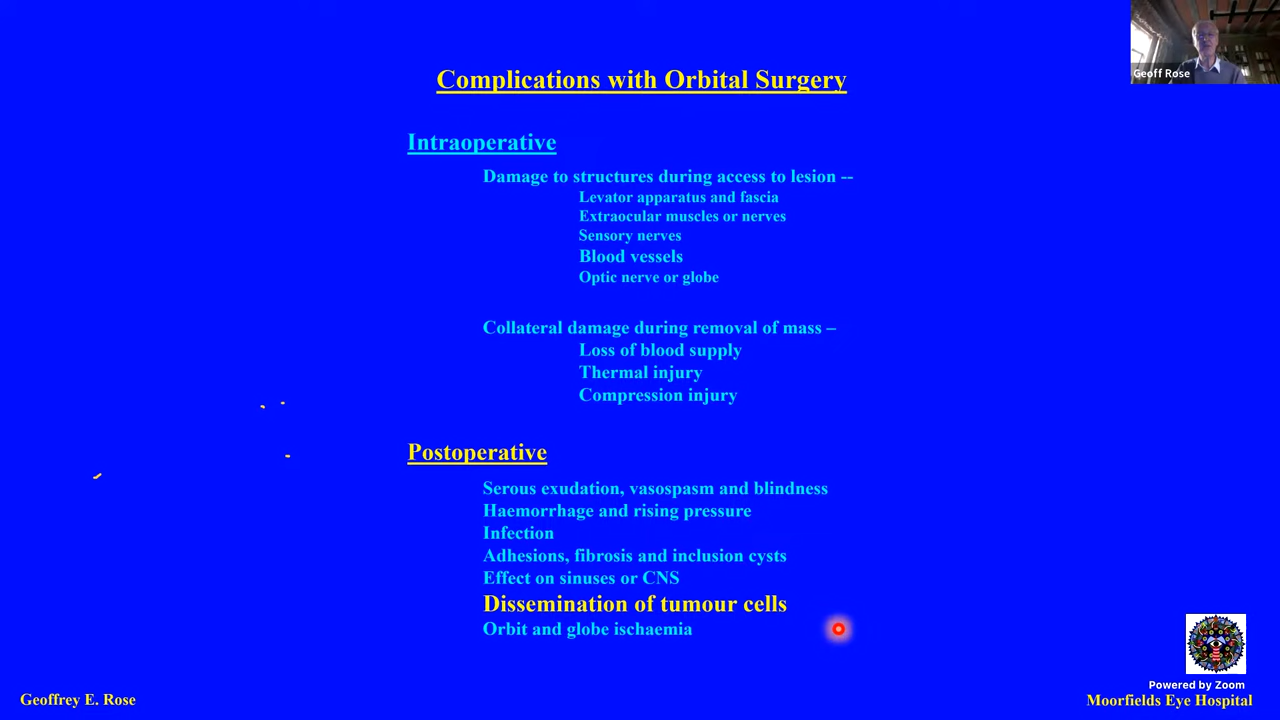 Geoff Rose
Complications with Orbital Surgery
Intraoperative
Damage to structures during access to lesion --
Levator apparatus and fascia
Extraocular muscles or nerves
Sensory nerves
Blood vessels
Optic nerve or globe
Collateral damage during removal of mass –
Loss of blood supply
Thermal injury
Compression injury
Postoperative
Serous exudation, vasospasm and blindness
Haemorrhage and rising pressure
Infection
Adhesions, fibrosis and inclusion cysts
Effect on sinuses or CNS
Dissemination of tumour cells
Orbit and globe ischaemia
Powered by Zoom
Geoffrey E. Rose
Moorfields Eye Hospital